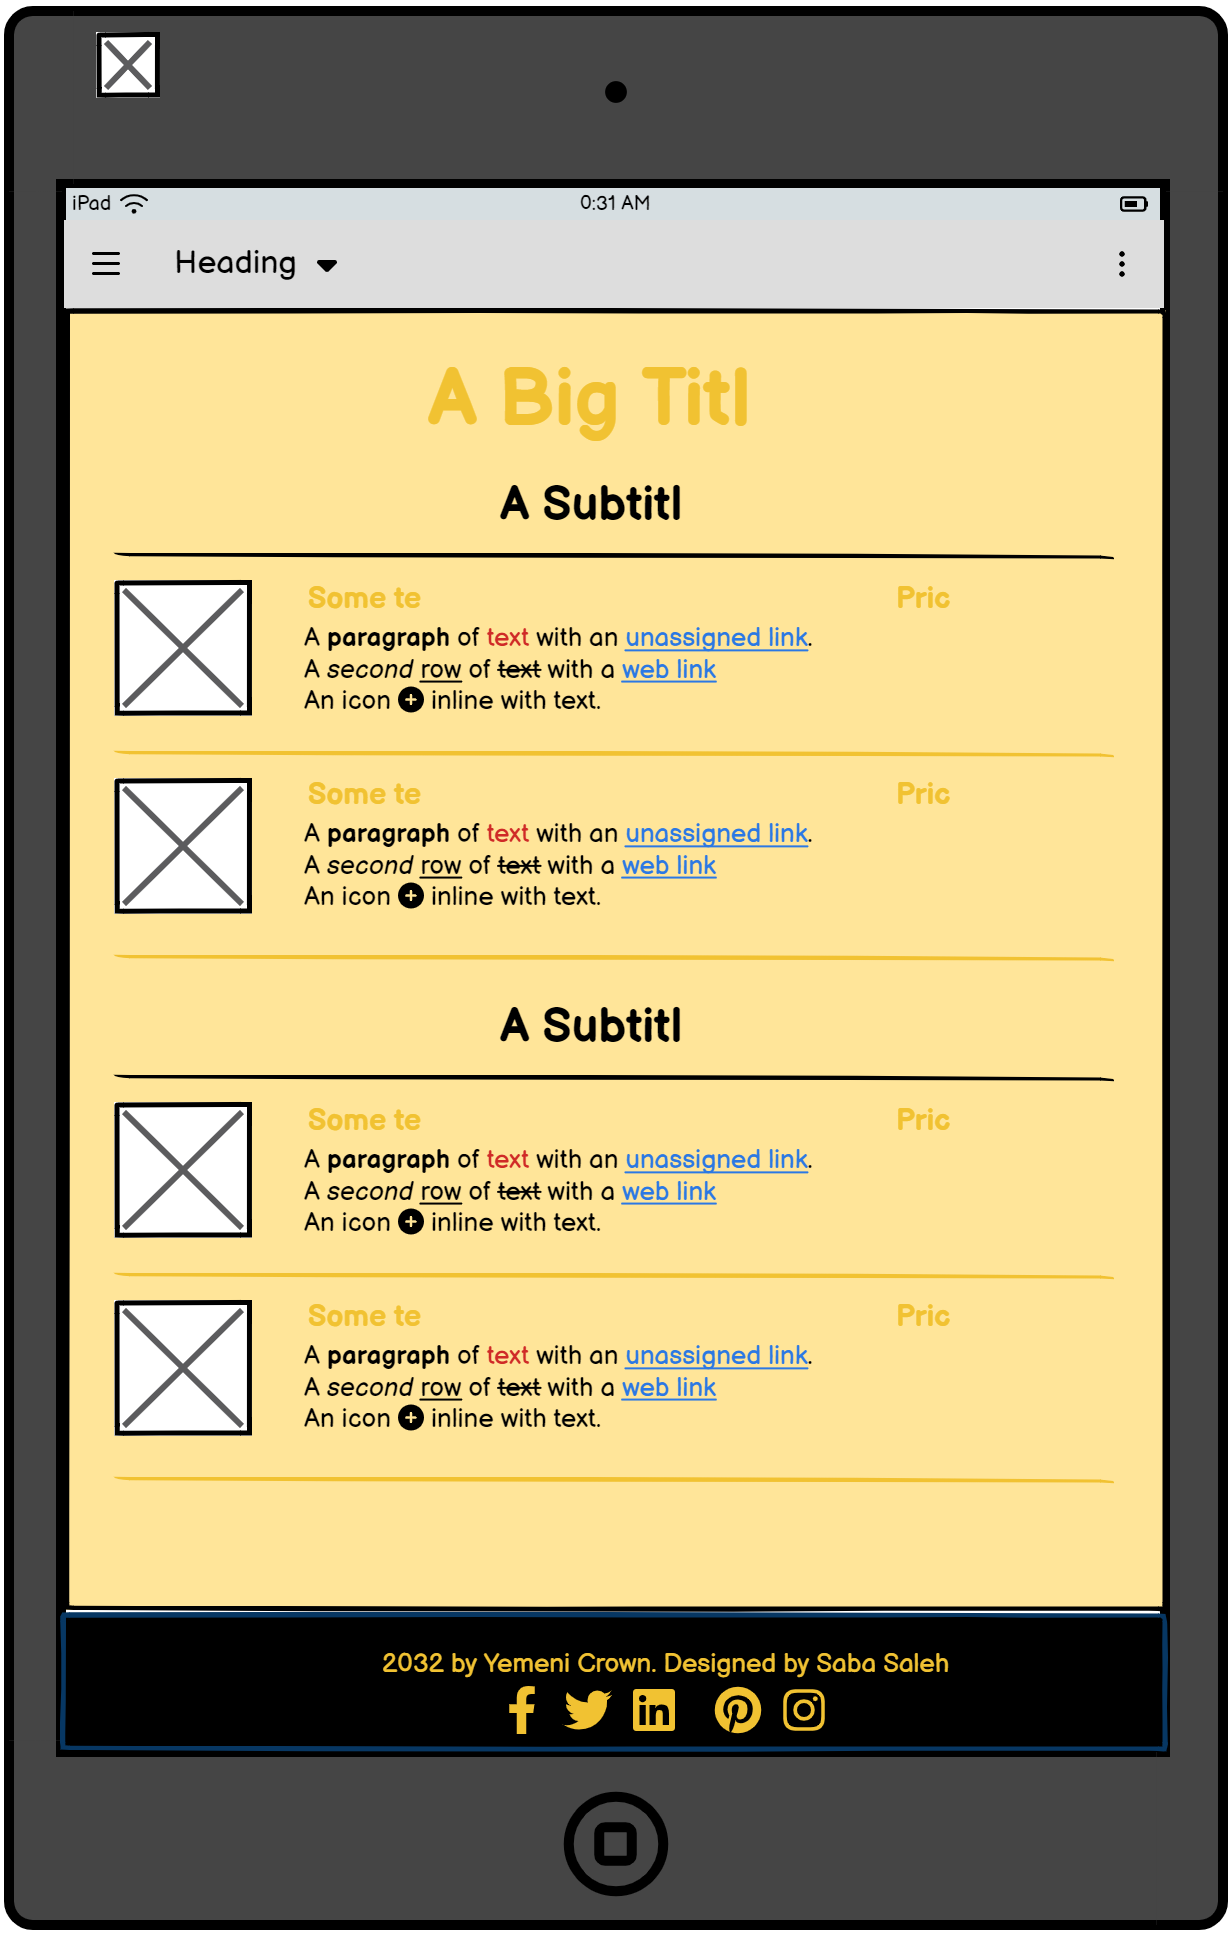 iPad 0:31 AM
Heading
A Big Titl
A Subtitl
Some te Pric
A paragraph of text with an unassigned link.
A second row of text with a web link
An icon inline with text.
Some te Pric
A paragraph of text with an unassigned link.
A second row of text with a web link
An icon inline with text.
A Subtitl
Some te Pric
A paragraph of text with an unassigned link.
A second row of text with a web link
An icon inline with text.
Some te Pric
A paragraph of text with an unassigned link.
A second row of text with a web link
An icon inline with text.
2032 by Yemeni Crown. Designed by Saba Saleh